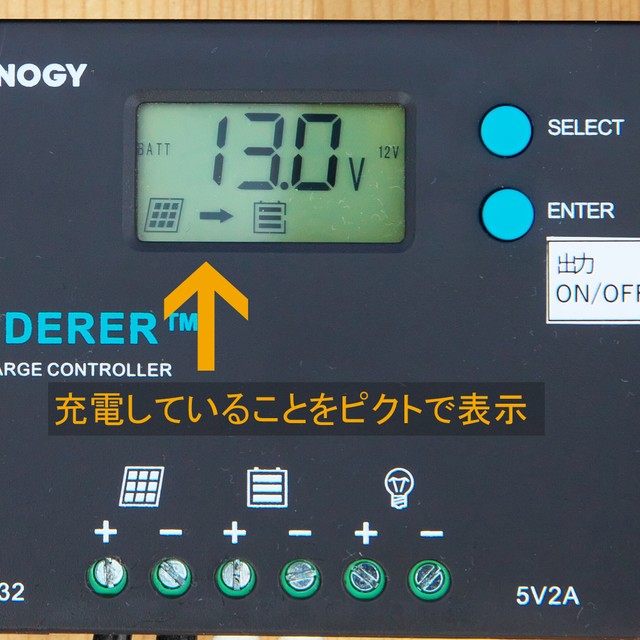 NOGY
BATT 13.0 V 12V
SELECT
ENTER
出力
ON/OFF
DERER™
ARGE CONTROLLER
充電していることをピクトで表示
+ − + − + −
32
5V2A